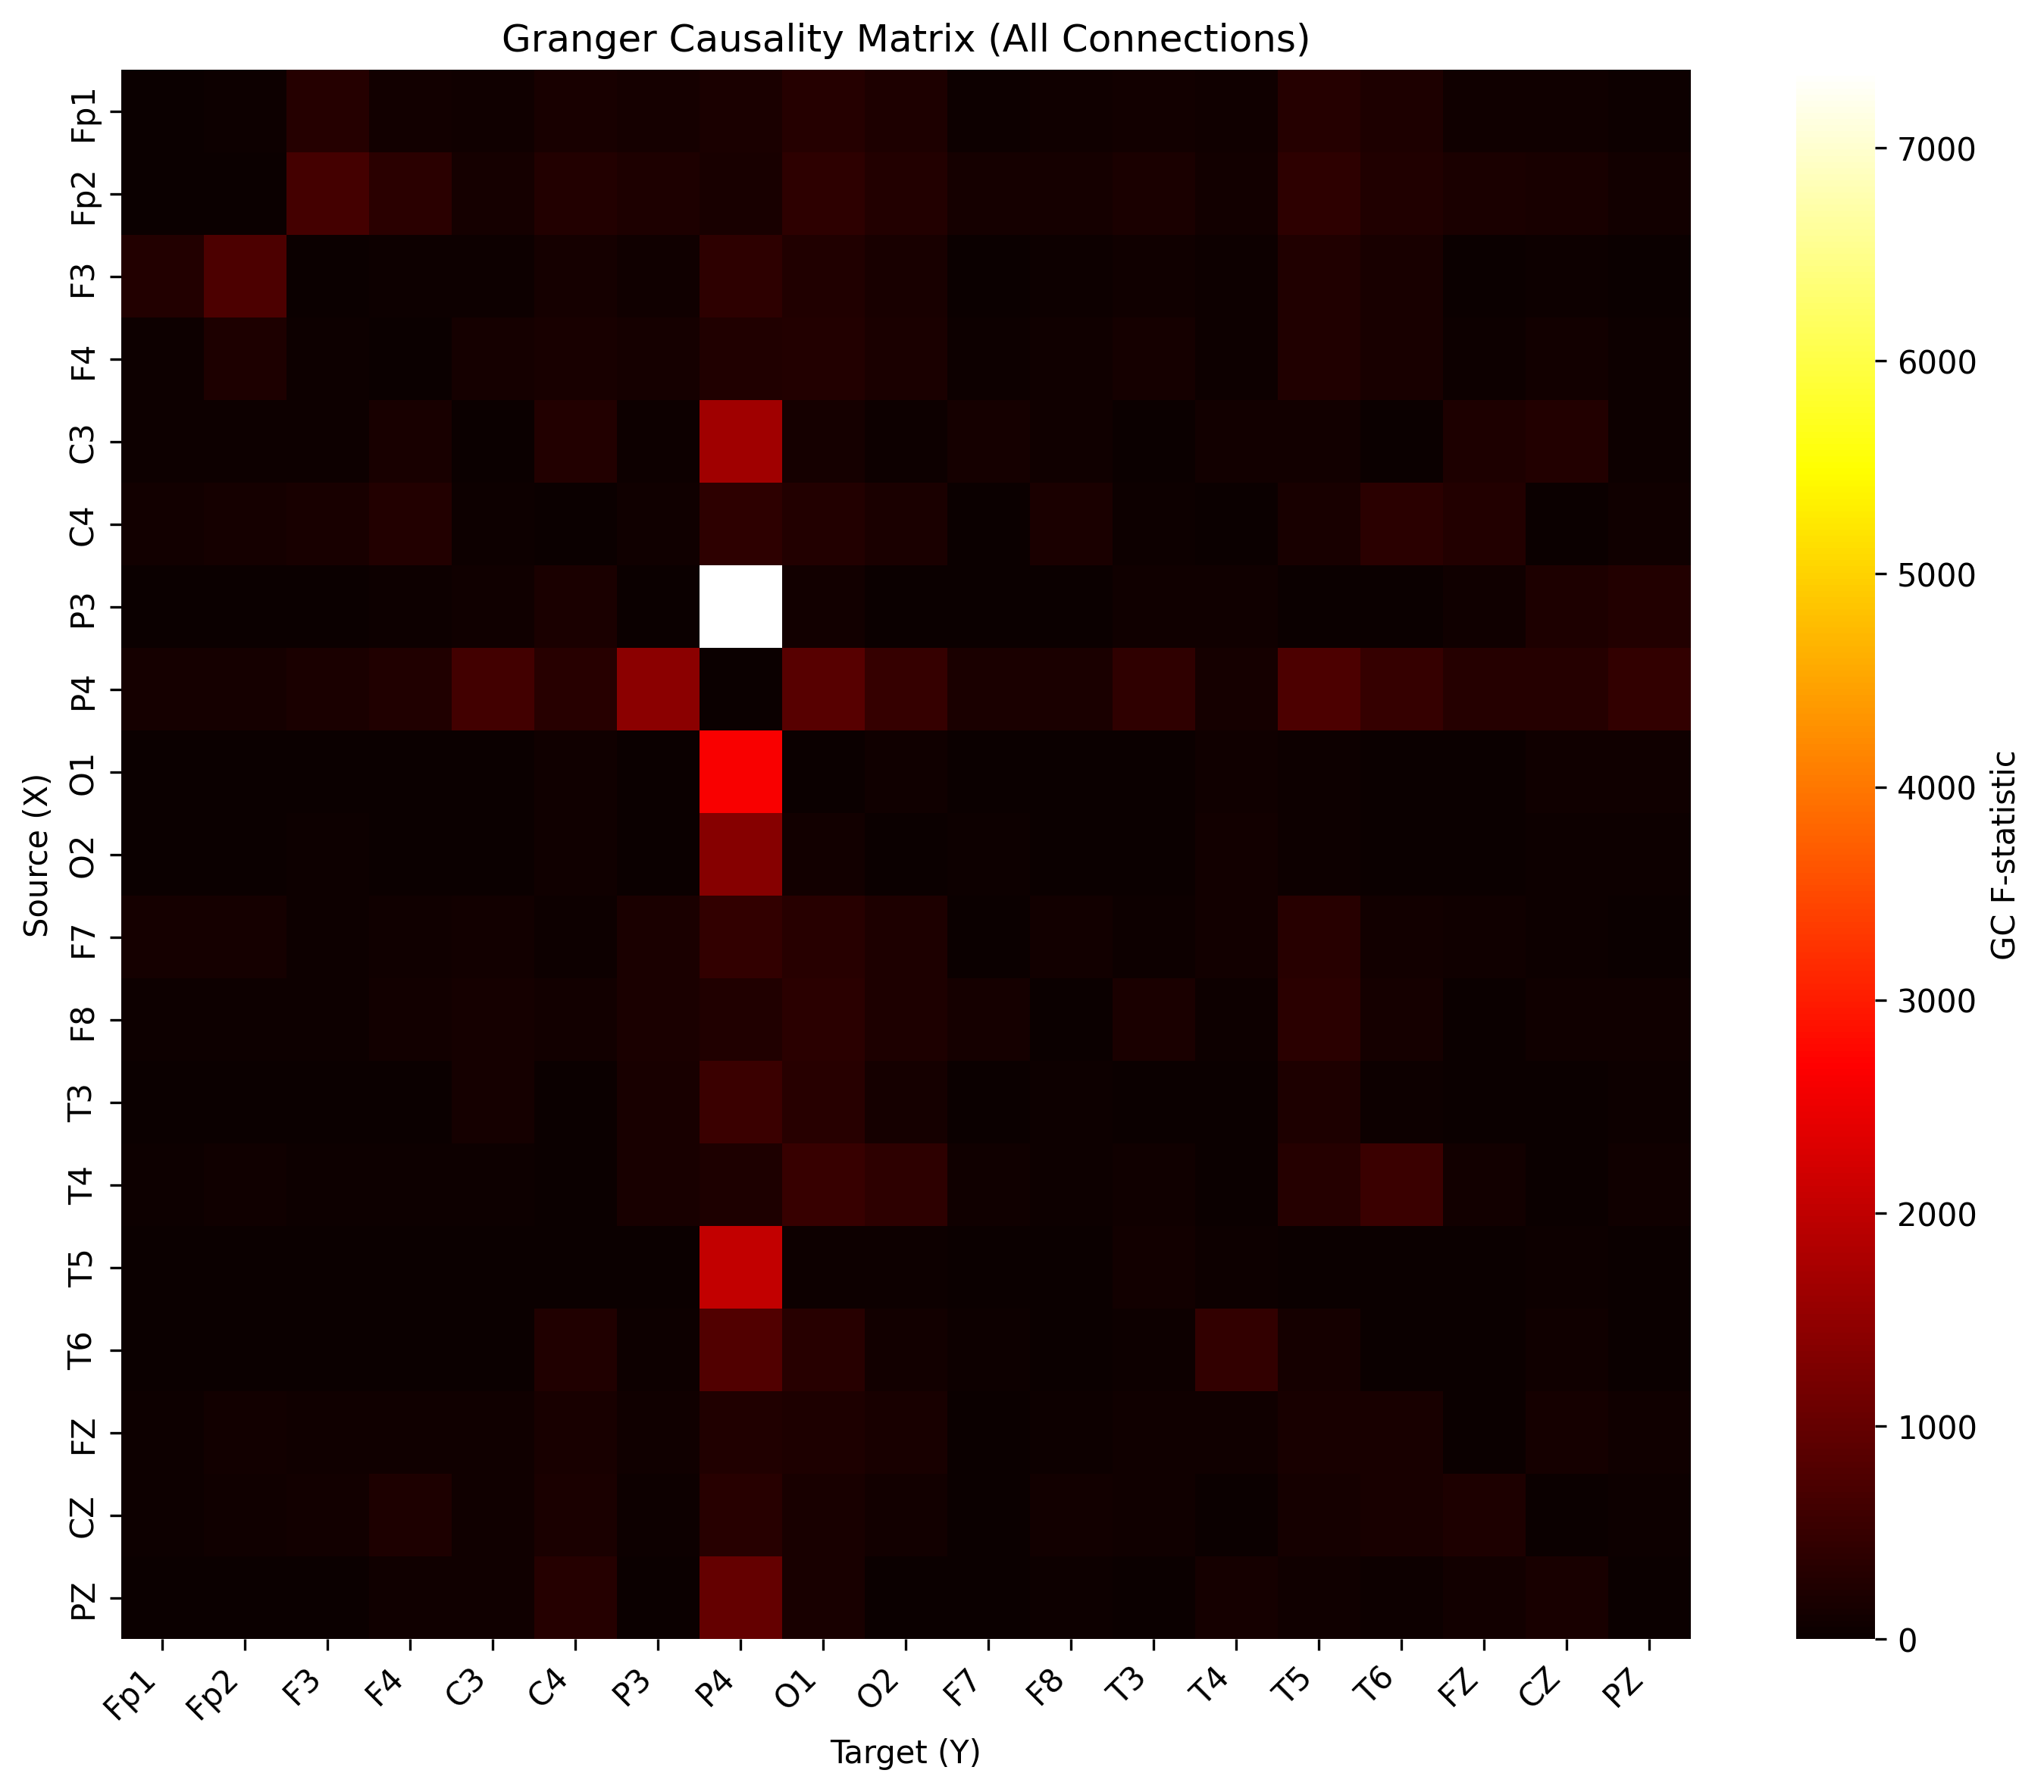 Granger Causality Matrix (All Connections)
Source (X)
Fp1
Fp2
F3
F4
C3
C4
P3
P4
O1
O2
F7
F8
T3
T4
T5
T6
FZ
CZ
PZ
Fp1 Fp2 F3 F4 C3 C4 P3 P4 O1 O2 F7 F8 T3 T4 T5 T6 FZ CZ PZ
Target (Y)
7000
6000
5000
4000
3000
2000
1000
0
GC F-statistic